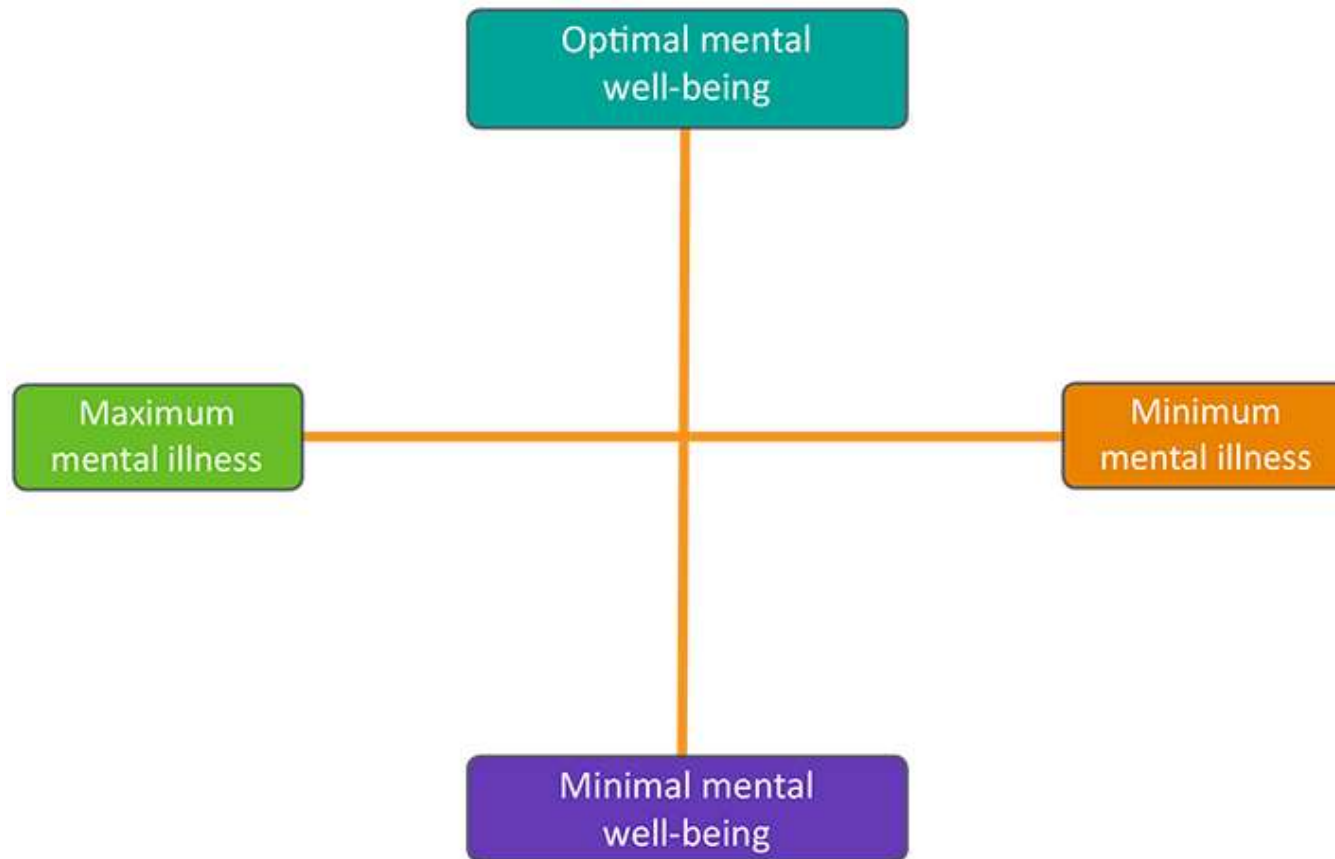 Optimal mental
well-being
Maximum
mental illness
Minimum
mental illness
Minimal mental
well-being